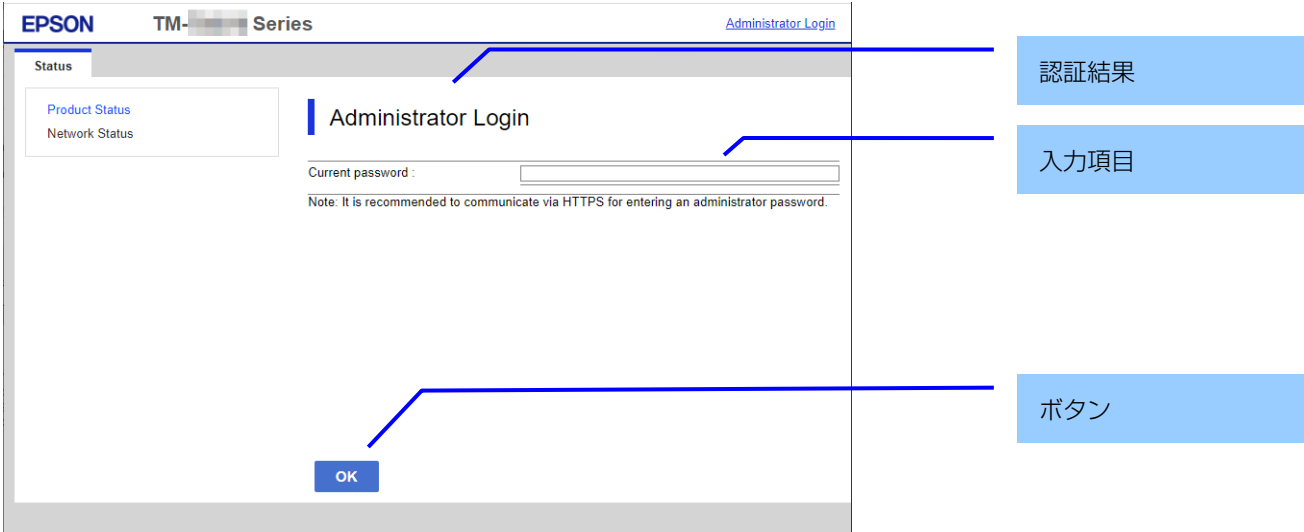 EPSON
TM- Series
Administrator Login
Status
Product Status
Network Status
Administrator Login
Current password :
Note: It is recommended to communicate via HTTPS for entering an administrator password.
OK
認証結果
入力項目
ボタン